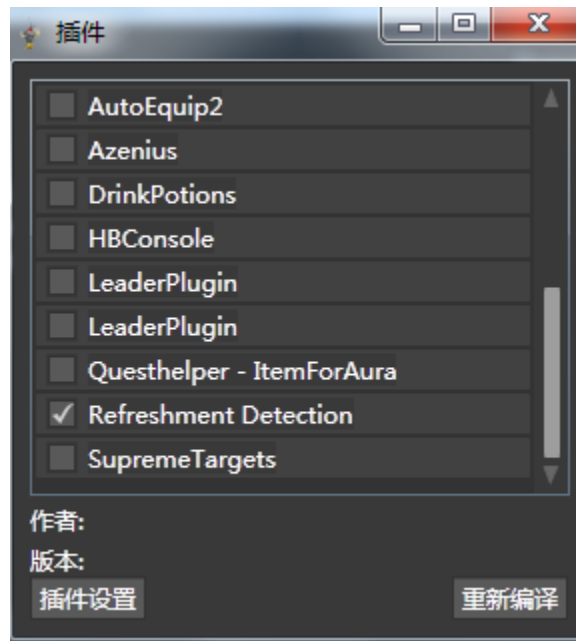 插件
AutoEquip2
Azenius
DrinkPotions
HBConsole
LeaderPlugin
LeaderPlugin
Questhelper - ItemForAura
Refreshment Detection
SupremeTargets
作者:
版本:
插件设置
重新编译